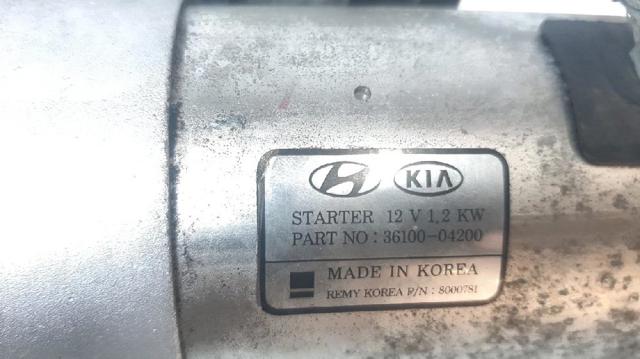 KIA
STARTER 12 V 1.2 KW
PART NO : 36100-04200
MADE IN KOREA
REMY KOREA P/N : 8000781